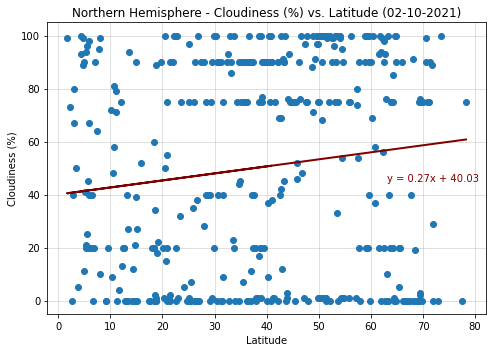 Northern Hemisphere - Cloudiness (%) vs. Latitude (02-10-2021)
100
80
60
40
20
0
Cloudiness (%)
y = 0.27x + 40.03
0 10 20 30 40 50 60 70 80
Latitude